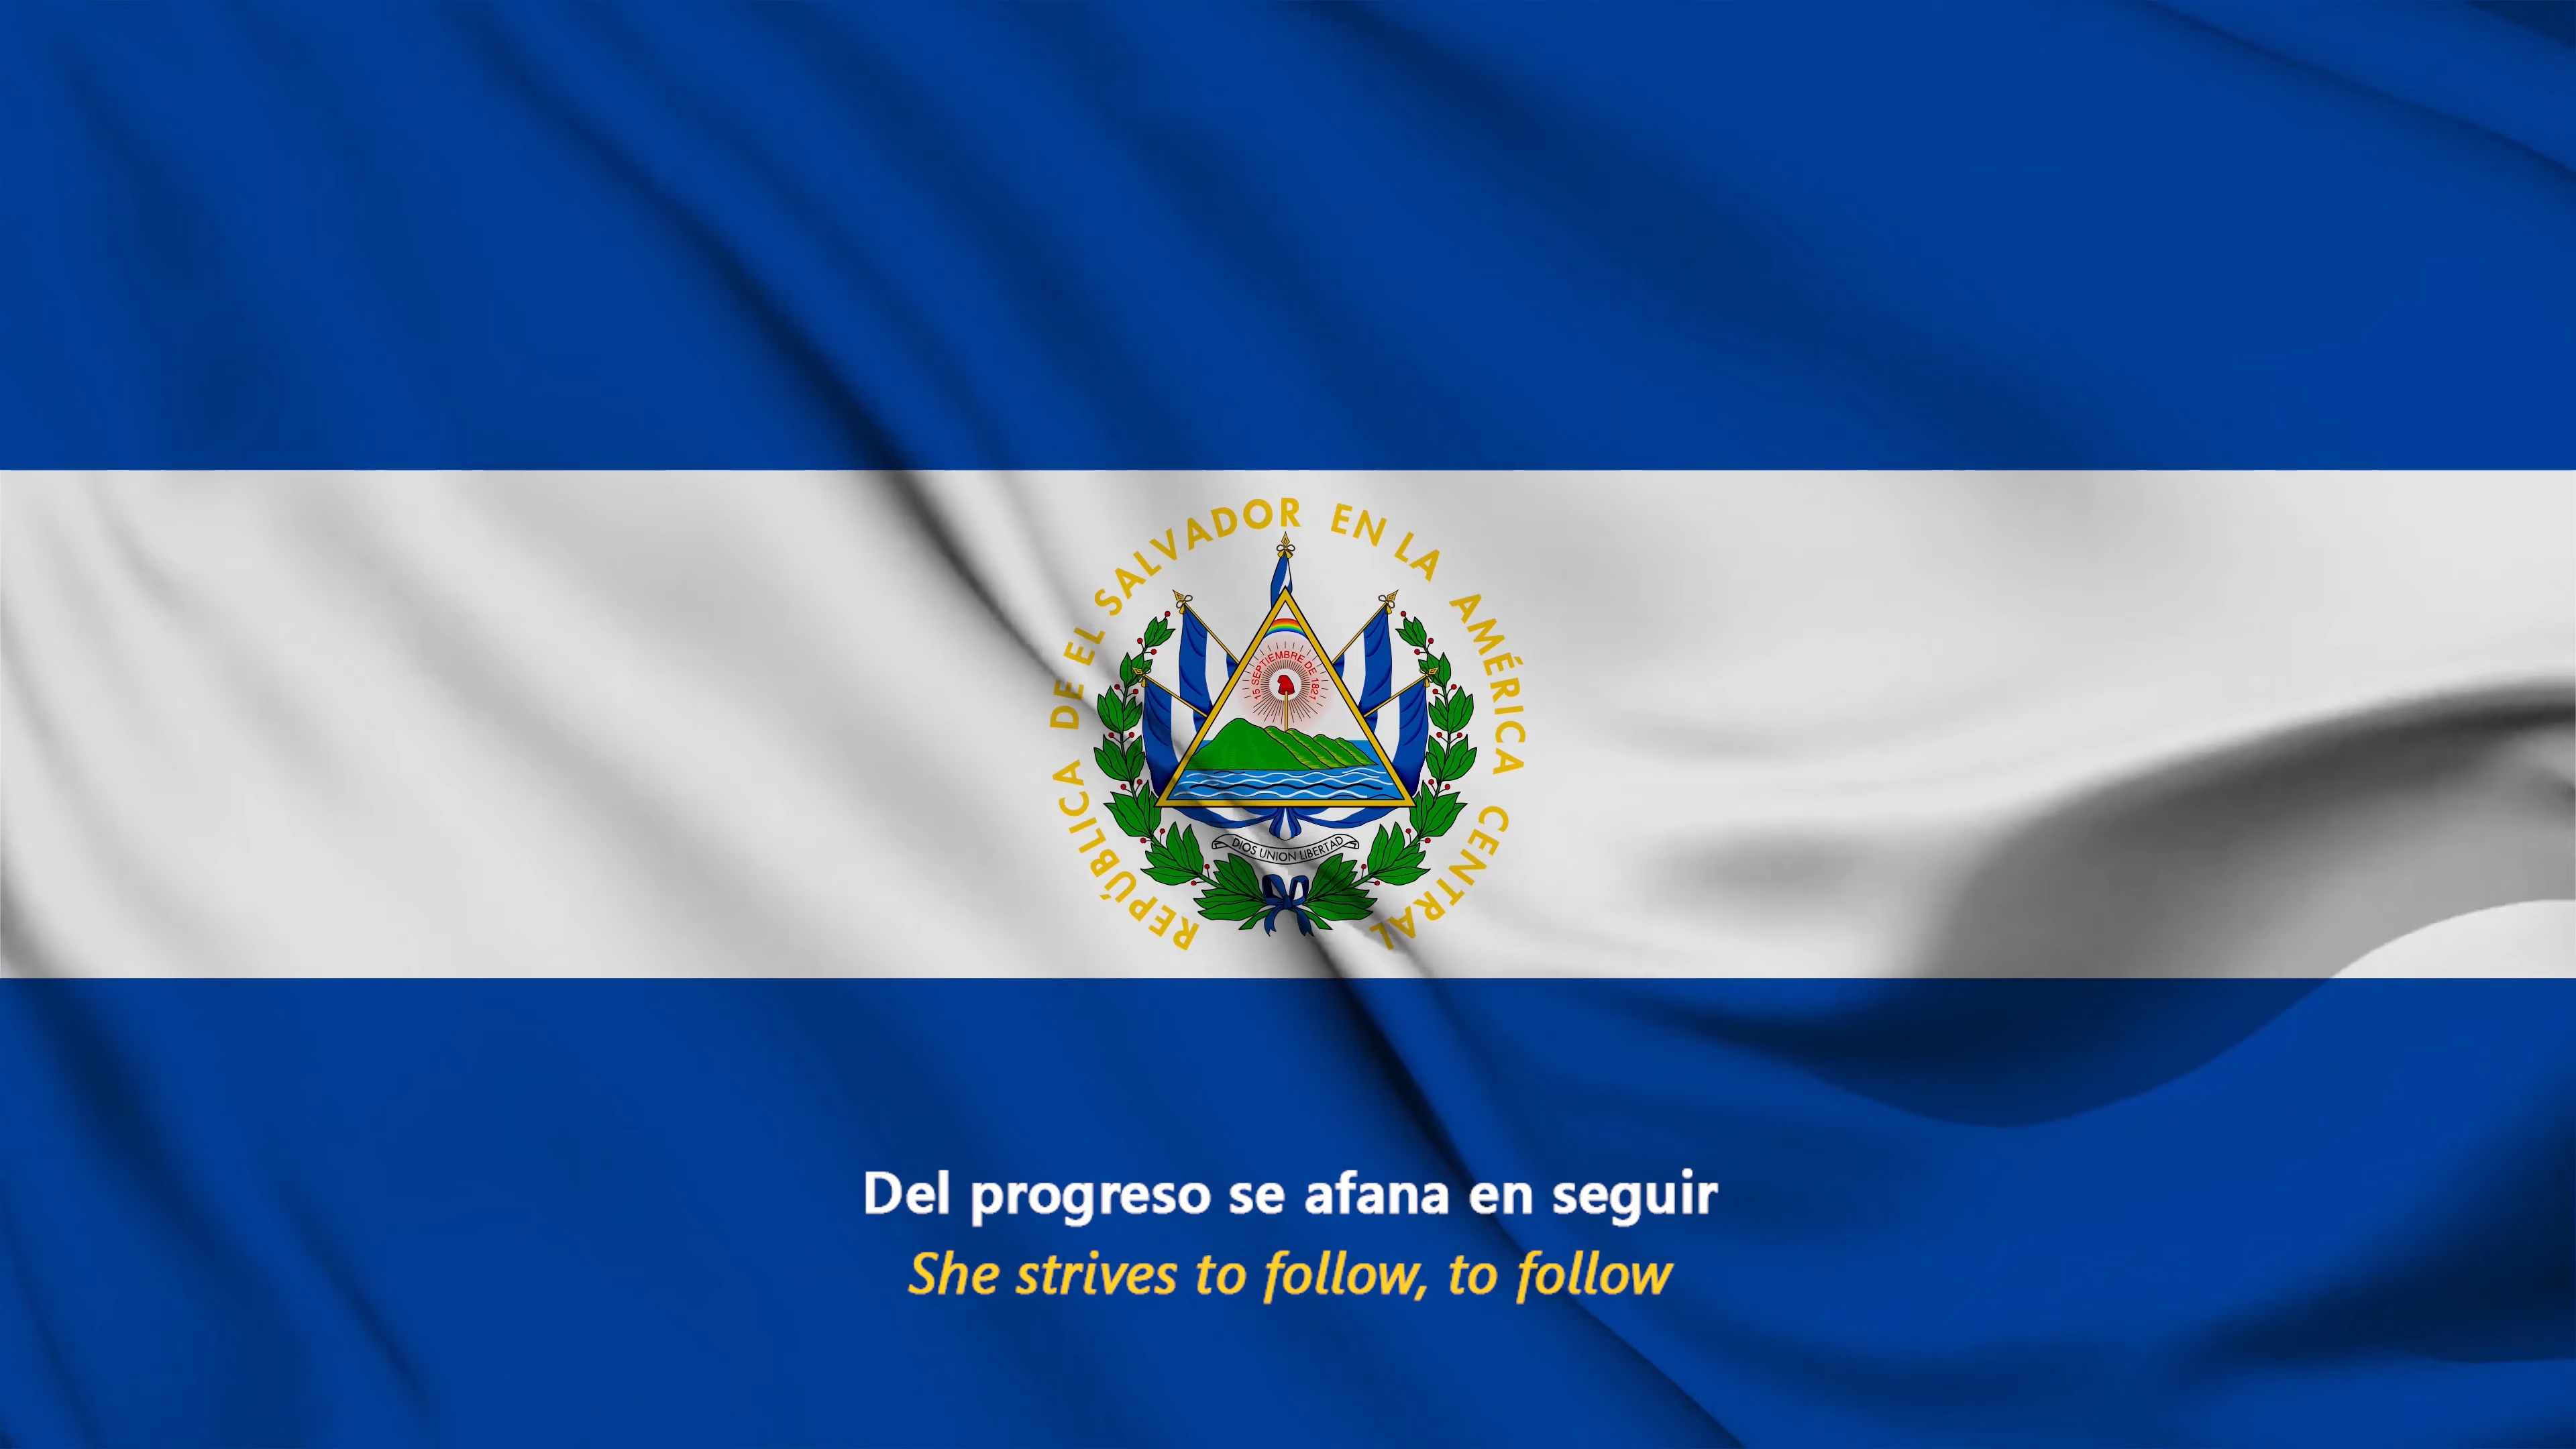 REPÚBLICA DE EL SALVADOR EN LA AMÉRICA CENTRAL
15 SEPTIEMBRE DE 1821
DIOS UNION LIBERTAD
Del progreso se afana en seguir
She strives to follow, to follow